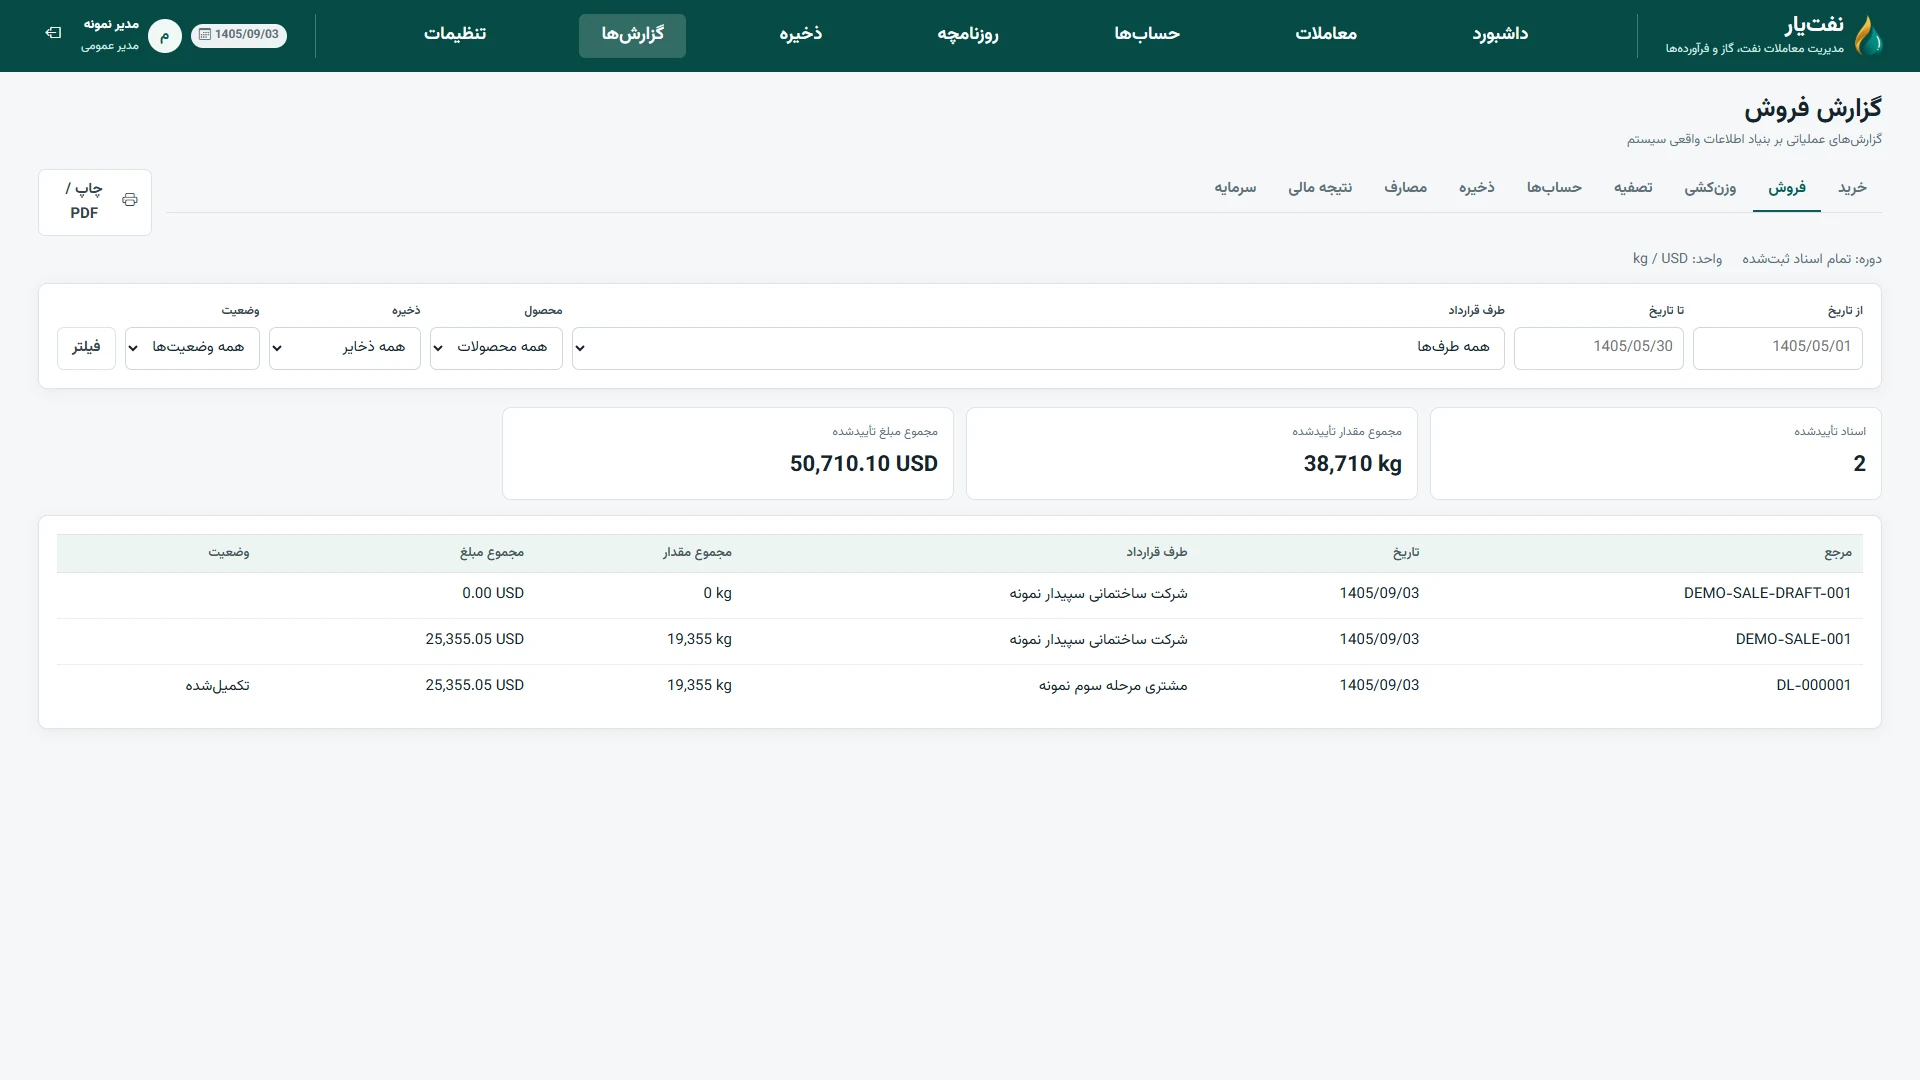 نفت‌یار
مدیریت معاملات نفت، گاز و فرآورده‌ها
داشبورد
معاملات
حساب‌ها
روزنامچه
ذخیره
گزارش‌ها
تنظیمات
1405/09/03
م
مدیر نمونه
مدیر عمومی
گزارش فروش
گزارش‌های عملیاتی بر بنیاد اطلاعات واقعی سیستم
خرید
فروش
وزن‌کشی
تصفیه
حساب‌ها
ذخیره
مصارف
نتیجه مالی
سرمایه
چاپ /
PDF
دوره: تمام اسناد ثبت‌شده
واحد: kg / USD
از تاریخ
تا تاریخ
طرف قرارداد
محصول
ذخیره
وضعیت
1405/05/01
1405/05/30
همه طرف‌ها
همه محصولات
همه ذخایر
همه وضعیت‌ها
فیلتر
اسناد تأییدشده
2
مجموع مقدار تأییدشده
38,710 kg
مجموع مبلغ تأییدشده
50,710.10 USD
مرجع تاریخ طرف قرارداد مجموع مقدار مجموع مبلغ وضعیت
DEMO-SALE-DRAFT-001 1405/09/03 شرکت ساختمانی سپیدار نمونه 0 kg 0.00 USD
DEMO-SALE-001 1405/09/03 شرکت ساختمانی سپیدار نمونه 19,355 kg 25,355.05 USD
DL-000001 1405/09/03 مشتری مرحله سوم نمونه 19,355 kg 25,355.05 USD تکمیل‌شده